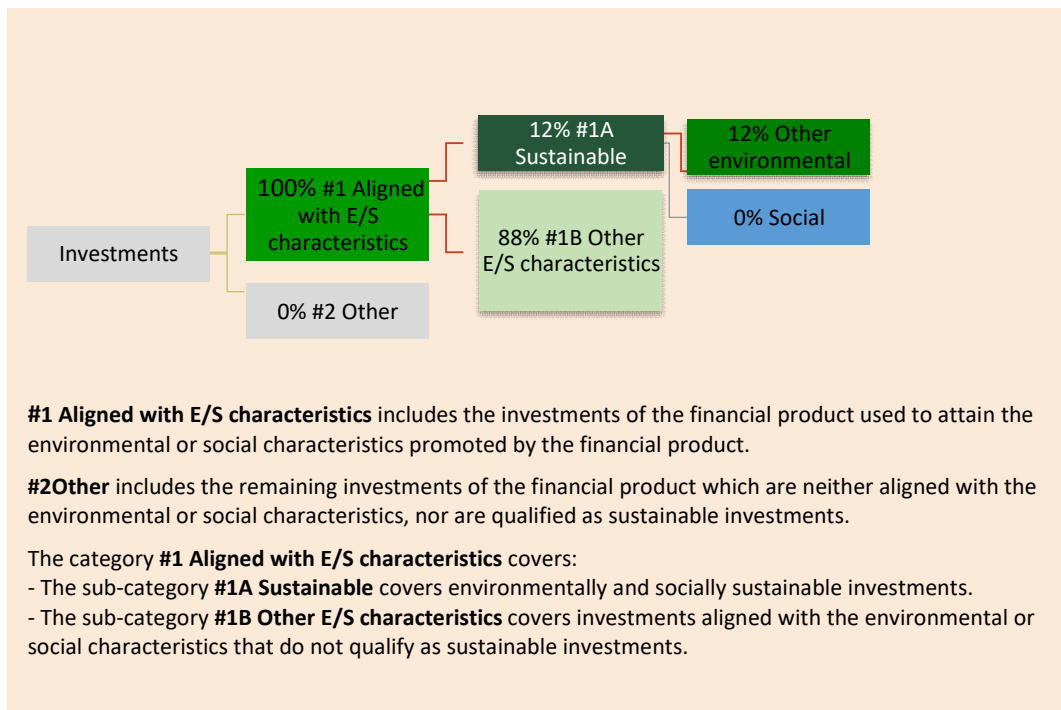 12% #1A
Sustainable
12% Other
environmental
100% #1 Aligned
with E/S
characteristics
0% Social
Investments
88% #1B Other
E/S characteristics
0% #2 Other
#1 Aligned with E/S characteristics includes the investments of the financial product used to attain the
environmental or social characteristics promoted by the financial product.
#2Other includes the remaining investments of the financial product which are neither aligned with the
environmental or social characteristics, nor are qualified as sustainable investments.
The category #1 Aligned with E/S characteristics covers:
- The sub-category #1A Sustainable covers environmentally and socially sustainable investments.
- The sub-category #1B Other E/S characteristics covers investments aligned with the environmental or
social characteristics that do not qualify as sustainable investments.